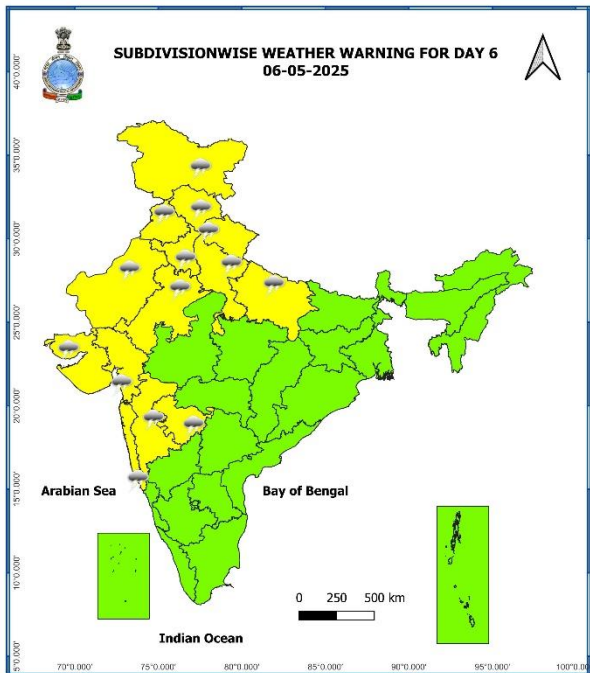 SUBDIVISIONWISE WEATHER WARNING FOR DAY 6
06-05-2025
40°0.000'
35°0.000'
30°0.000'
25°0.000'
20°0.000'
15°0.000'
10°0.000'
5°0.000'
Arabian Sea
Bay of Bengal
0 250 500 km
Indian Ocean
70°0.000' 75°0.000' 80°0.000' 85°0.000' 90°0.000' 95°0.000' 100°0.0